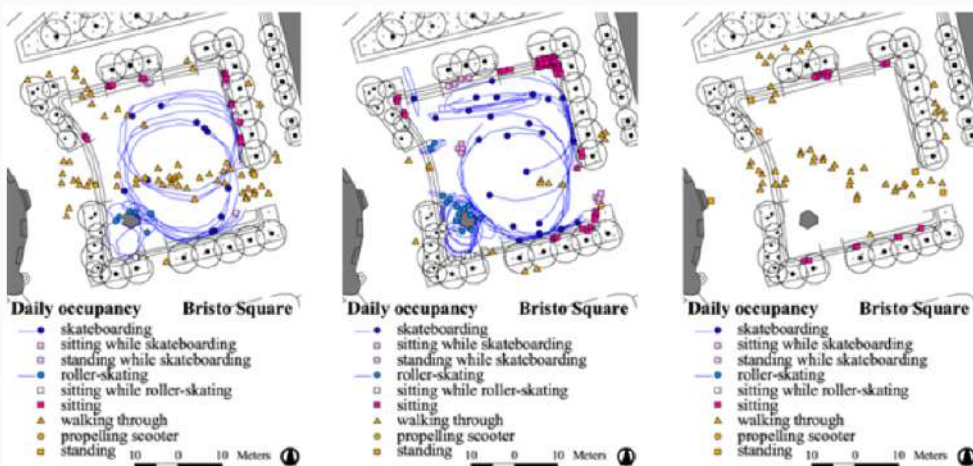 Daily occupancy Bristo Square
skateboarding
sitting while skateboarding
standing while skateboarding
roller-skating
sitting while roller-skating
sitting
walking through
propelling scooter
standing
10 0 10 Meters
Daily occupancy Bristo Square
skateboarding
sitting while skateboarding
standing while skateboarding
roller-skating
sitting while roller-skating
sitting
walking through
propelling scooter
standing
10 0 10 Meters
Daily occupancy Bristo Square
skateboarding
sitting while skateboarding
standing while skateboarding
roller-skating
sitting while roller-skating
sitting
walking through
propelling scooter
standing
10 0 10 Meters